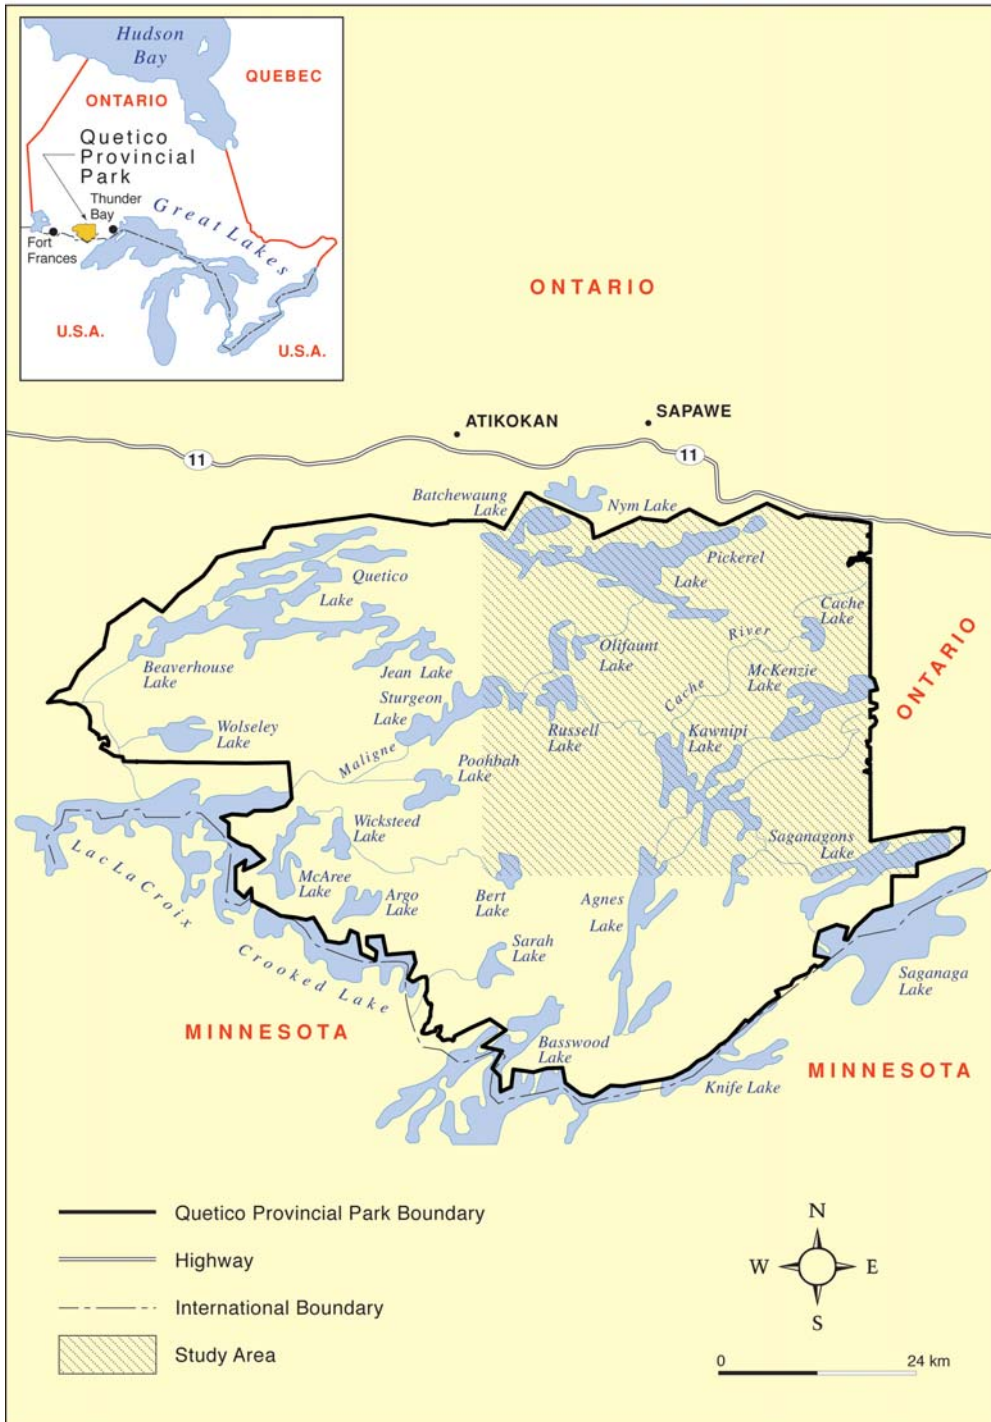 Hudson
Bay
QUEBEC
ONTARIO
Quetico
Provincial
Park
Thunder
Bay
Great Lakes
Fort
Frances
U.S.A.
U.S.A.
ONTARIO
ATIKOKAN
SAPAWE
11
11
Batchewaung
Lake
Nym Lake
Pickerel
Lake
Quetico
Lake
Cache
Lake
River
Olifaunt
Lake
Beaverhouse
Lake
Jean Lake
McKenzie
Lake
Sturgeon
Lake
Cache
ONTARIO
Wolseley
Lake
Russell
Lake
Kawnipi
Lake
Maligne
Poohbah
Lake
Wicksteed
Lake
Saganagons
Lake
Lac La Croix
McAree
Lake
Argo
Lake
Bert
Lake
Agnes
Lake
Sarah
Lake
Crooked Lake
Saganaga
Lake
MINNESOTA
Basswood
Lake
MINNESOTA
Knife Lake
Quetico Provincial Park Boundary
Highway
International Boundary
Study Area
N
W
E
S
0
24 km